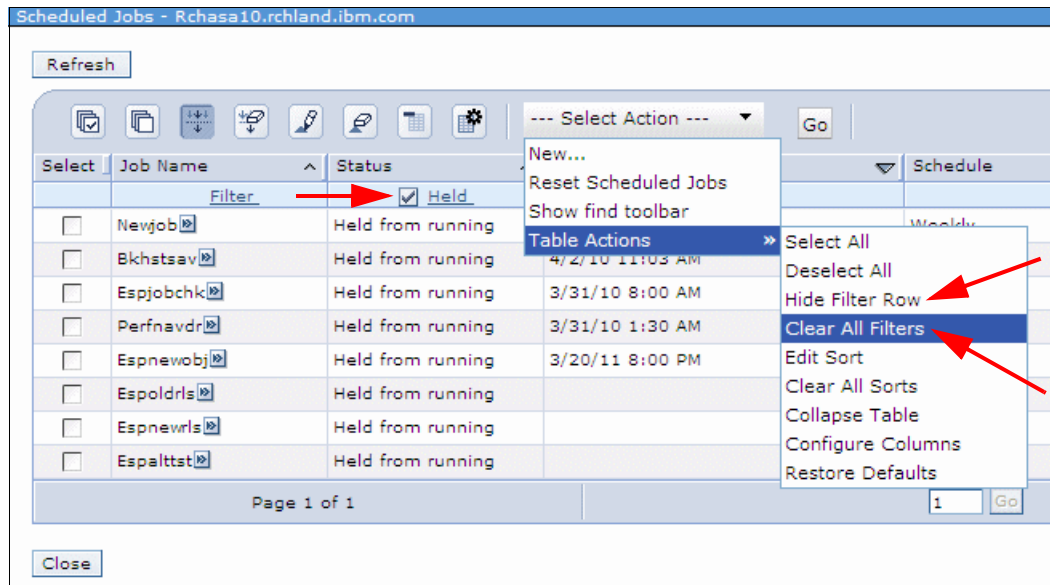 Scheduled Jobs - Rchasa10.rchland.ibm.com
Refresh
--- Select Action ---
Go
Select Job Name Status Schedule
Filter Held
New...
Reset Scheduled Jobs
Show find toolbar
Table Actions »
Select All
Deselect All
Hide Filter Row
Clear All Filters
Edit Sort
Clear All Sorts
Collapse Table
Configure Columns
Restore Defaults
Newjob Held from running Weekly
Bkhstsav Held from running 4/2/10 11:03 AM
Espjobchk Held from running 3/31/10 8:00 AM
Perfnavdr Held from running 3/31/10 1:30 AM
Espnewobj Held from running 3/20/11 8:00 PM
Espoldrls Held from running
Espnewrls Held from running
Espalttst Held from running
Page 1 of 1 1 Go
Close